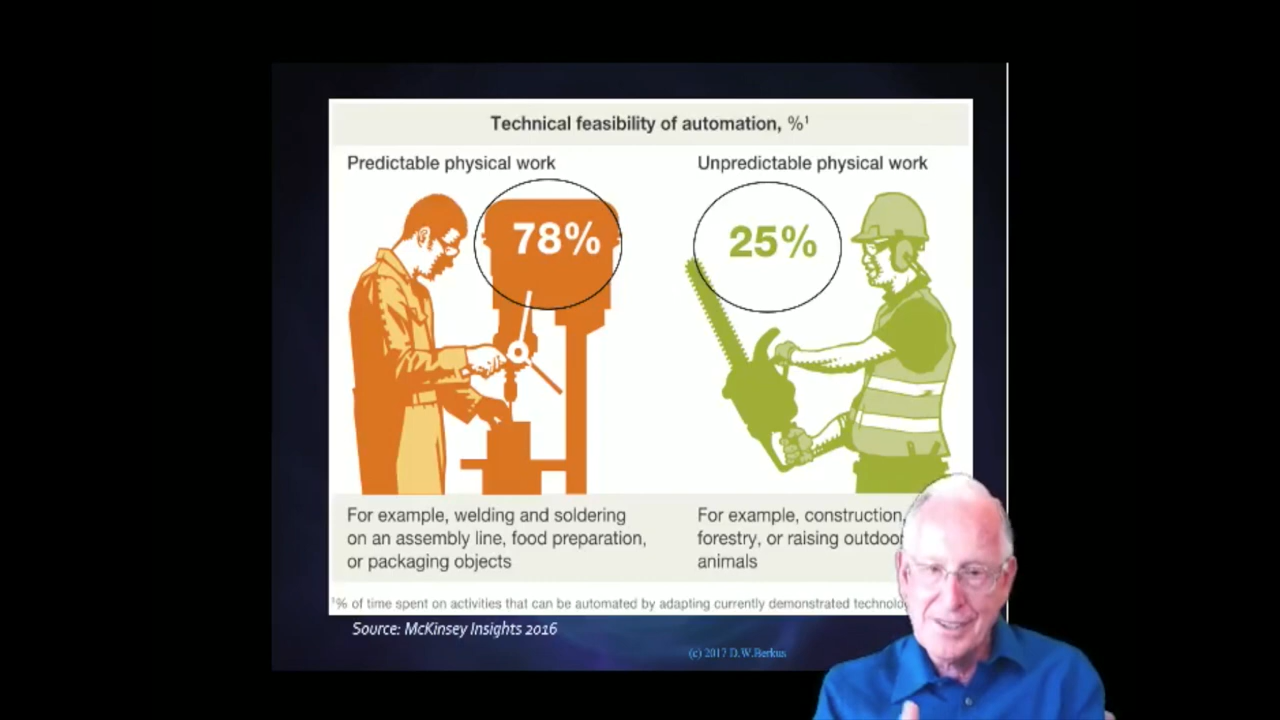 Technical feasibility of automation, %¹
Predictable physical work
Unpredictable physical work
78%
25%
For example, welding and soldering
on an assembly line, food preparation,
or packaging objects
For example, construction,
forestry, or raising outdoor
animals
¹% of time spent on activities that can be automated by adapting currently demonstrated
Source: McKinsey Insights 2016
(c) 2017 D.W.Berkus